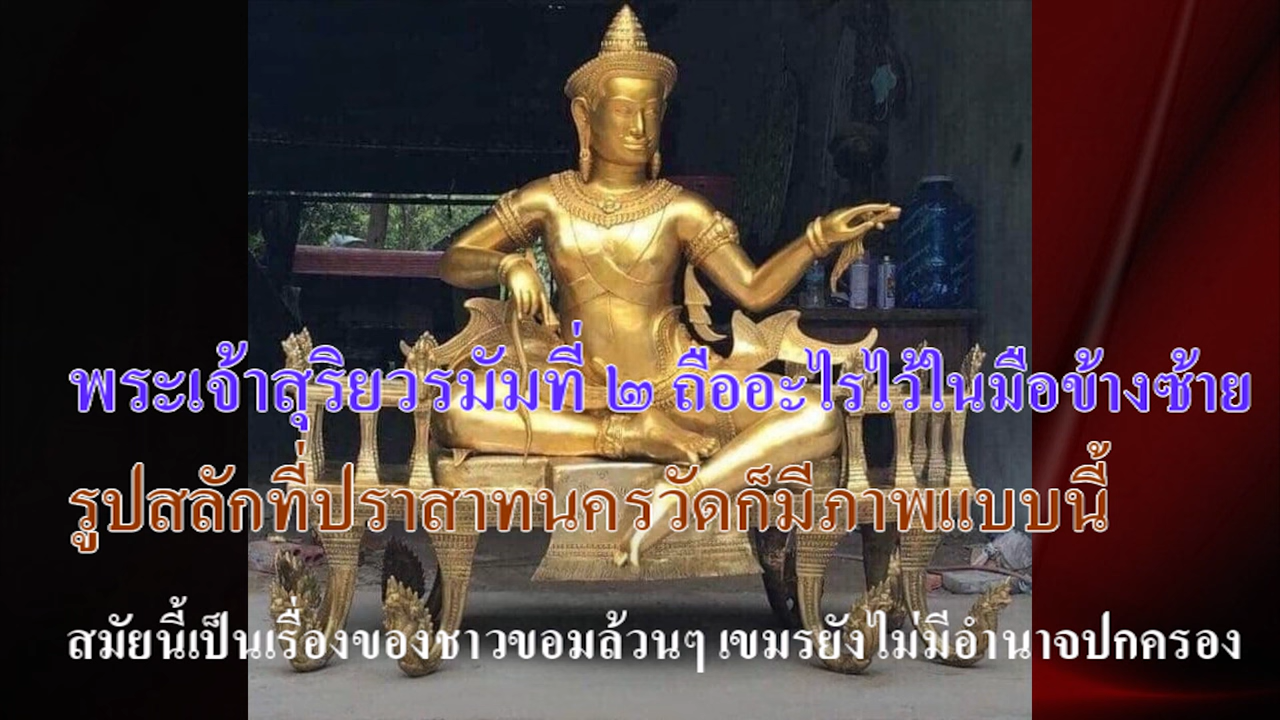 พระเจ้าสุริยวรมันที่ ๒ ถืออะไรไว้ในมือข้างซ้าย
รูปสลักที่ปราสาทนครวัดก็มีภาพแบบนี้
สมัยนี้เป็นเรื่องของชาวขอมล้วนๆ เขมรยังไม่มีอำนาจปกครอง